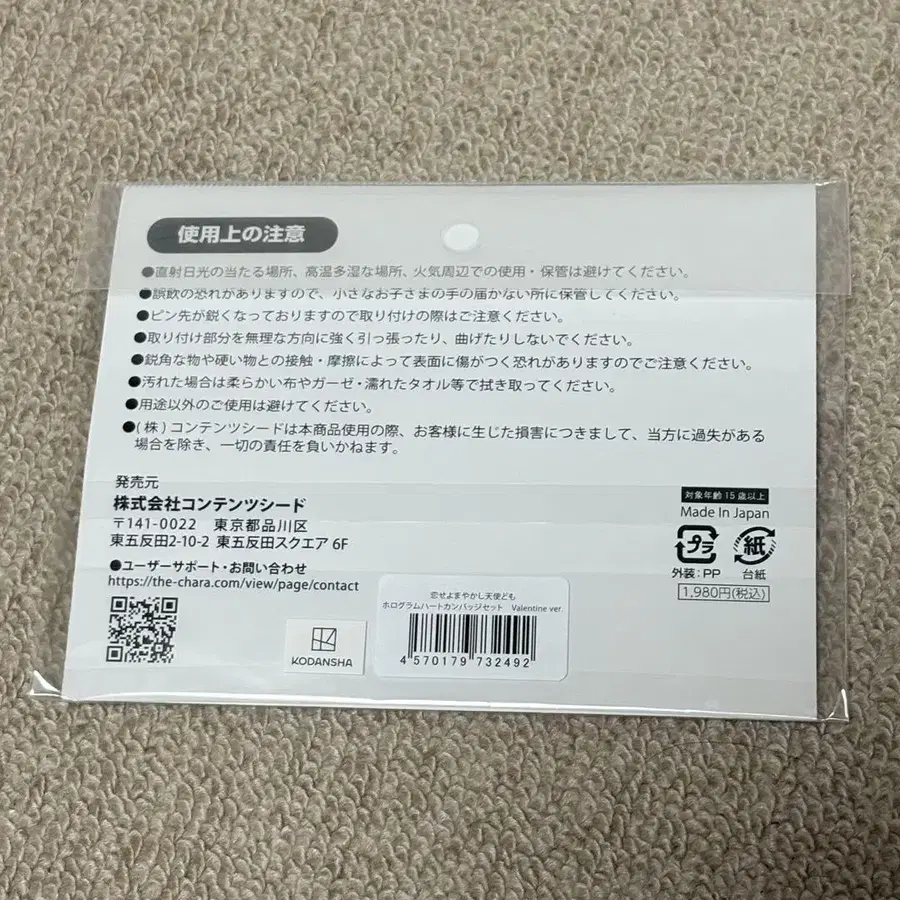 使用上の注意
●直射日光の当たる場所、高温多湿な場所、火気周辺での使用・保管は避けてください。
●誤飲の恐れがありますので、小さなお子さまの手の届かない所に保管してください。
●ピン先が鋭くなっておりますので取り付けの際はご注意ください。
●取り付け部分を無理な方向に強く引っ張ったり、曲げたりしないでください。
●鋭角な物や硬い物との接触・摩擦によって表面に傷がつく恐れがありますのでご注意ください。
●汚れた場合は柔らかい布やガーゼ・濡れたタオル等で拭き取ってください。
●用途以外のご使用は避けてください。
●(株)コンテンツシードは本商品使用の際、お客様に生じた損害につきまして、当方に過失がある
場合を除き、一切の責任を負いかねます。
発売元
株式会社コンテンツシード
〒141-0022 東京都品川区
東五反田2-10-2 東五反田スクエア 6F
●ユーザーサポート・お問い合わせ
https://the-chara.com/view/page/contact
対象年齢15歳以上
Made In Japan
プラ 紙
外装:PP 台紙
1,980円(税込)
KODANSHA
恋せよまやかし天使ども
ホログラムハートカンバッジセット Valentine ver.
4 570179 732492